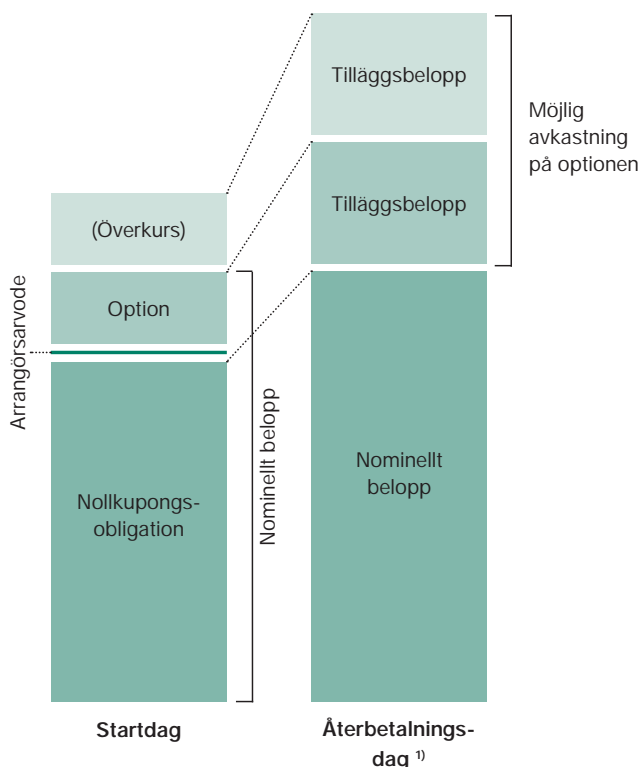 Tilläggsbelopp
Möjlig
avkastning
på optionen
Tilläggsbelopp
(Överkurs)
Option
Arrangörsarvode
Nominellt belopp
Nollkupongs-
obligation
Nominellt
belopp
Startdag
Återbetalnings-
dag 1)